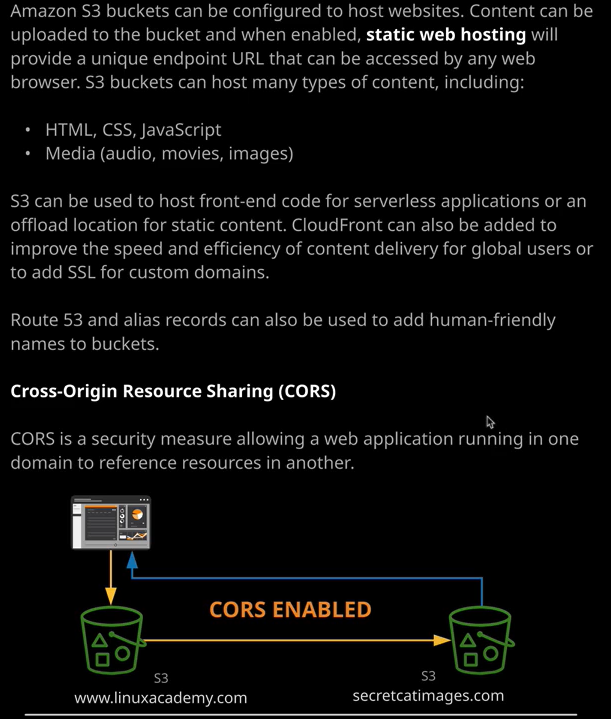 Amazon S3 buckets can be configured to host websites. Content can be
uploaded to the bucket and when enabled, static web hosting will
provide a unique endpoint URL that can be accessed by any web
browser. S3 buckets can host many types of content, including:
• HTML, CSS, JavaScript
• Media (audio, movies, images)
S3 can be used to host front-end code for serverless applications or an
offload location for static content. CloudFront can also be added to
improve the speed and efficiency of content delivery for global users or
to add SSL for custom domains.
Route 53 and alias records can also be used to add human-friendly
names to buckets.
Cross-Origin Resource Sharing (CORS)
CORS is a security measure allowing a web application running in one
domain to reference resources in another.
CORS ENABLED
S3
www.linuxacademy.com
S3
secretcatimages.com